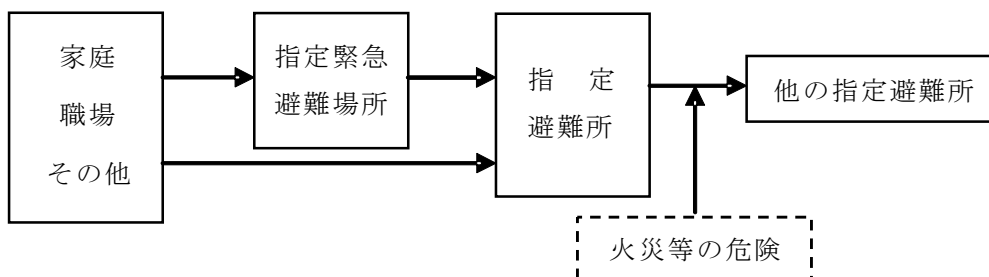 家庭
職場
その他
指定緊急
避難場所
指 定
避難所
他の指定避難所
火災等の危険